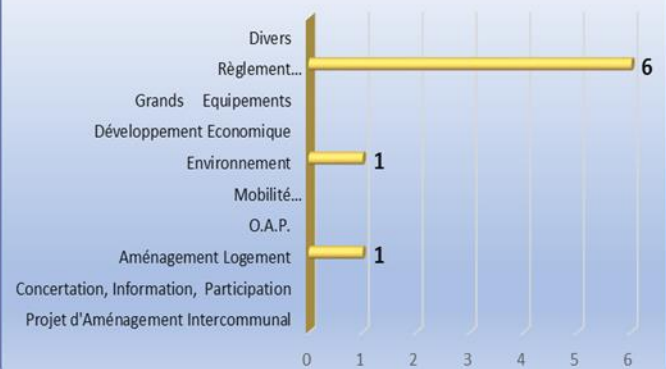 Divers
Règlement... 6
Grands Equipements
Développement Economique
Environnement 1
Mobilité...
O.A.P.
Aménagement Logement 1
Concertation, Information, Participation
Projet d'Aménagement Intercommunal
0 1 2 3 4 5 6